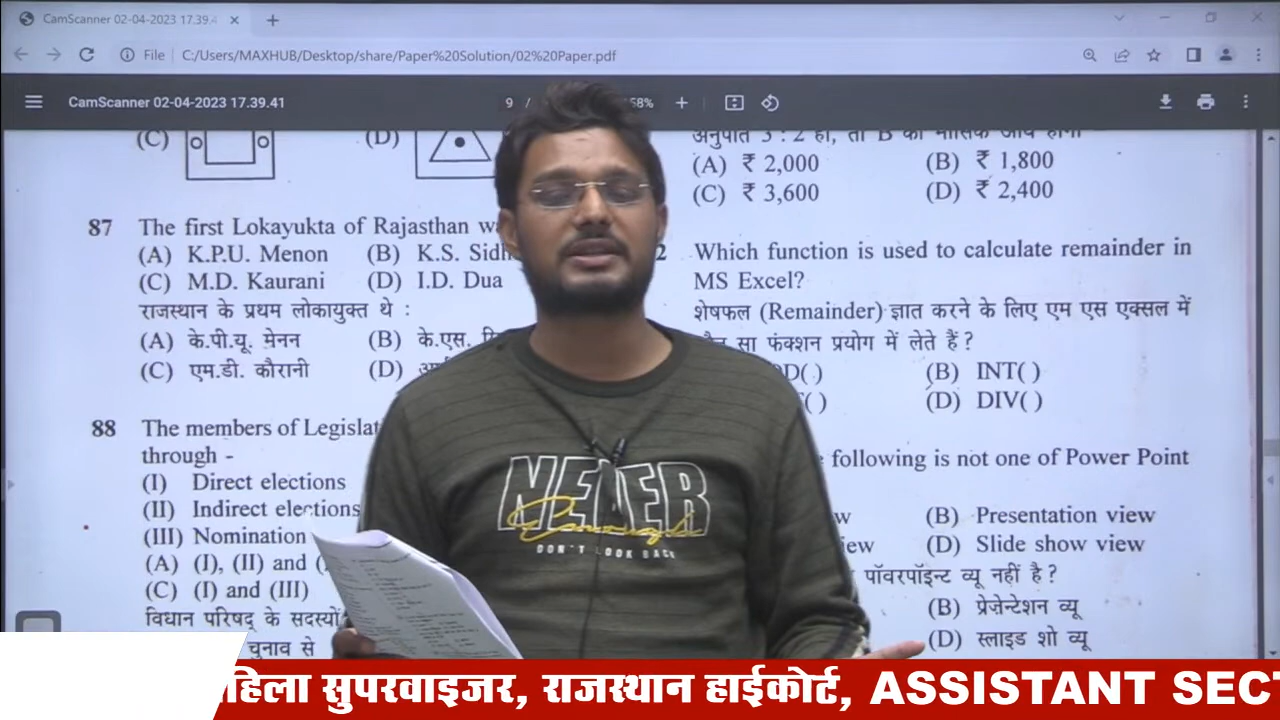 CamScanner 02-04-2023 17.39.4
File C:/Users/MAXHUB/Desktop/share/Paper%20Solution/02%20Paper.pdf
CamScanner 02-04-2023 17.39.41
9 /
(C) (D)
87 The first Lokayukta of Rajasthan
(A) K.P.U. Menon (B) K.S.
(C) M.D. Kaurani (D) I.D. Dua
राजस्थान के प्रथम लोकायुक्त थे :
(A) के.पी.यू. मेनन (B) के.एस.
(C) एम.डी. कौरानी (D)
88 The members of
through -
(I) Direct elections
(II) Indirect elections
(III) Nomination
(A) (I), (II) and
(C) (I) and (III)
विधान परिषद् के सदस्यों
चुनाव से
अनुपात 3 : 2 हो, तो B की मासिक आय होगी
(A) ₹ 2,000 (B) ₹ 1,800
(C) ₹ 3,600 (D) ₹ 2,400
Which function is used to calculate remainder in
MS Excel?
शेषफल (Remainder) ज्ञात करने के लिए एम एस एक्सल में
सा फंक्शन प्रयोग में लेते हैं ?
(B) INT( )
(D) DIV( )
following is not one of Power Point
(B) Presentation view
(D) Slide show view
पॉवरपॉइन्ट व्यू नहीं है ?
(B) प्रेजेन्टेशन व्यू
(D) स्लाइड शो व्यू
NEVER
DON'T LOOK BACK
सुपरवाइजर, राजस्थान हाईकोर्ट, ASSISTANT